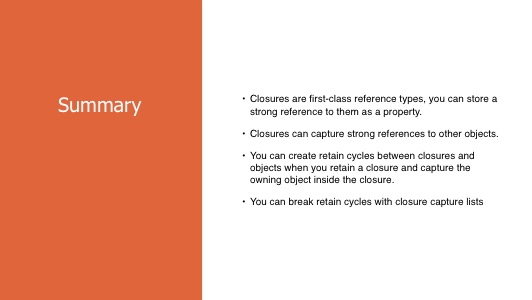 Summary
• Closures are first-class reference types, you can store a
strong reference to them as a property.
• Closures can capture strong references to other objects.
• You can create retain cycles between closures and
objects when you retain a closure and capture the
owning object inside the closure.
• You can break retain cycles with closure capture lists